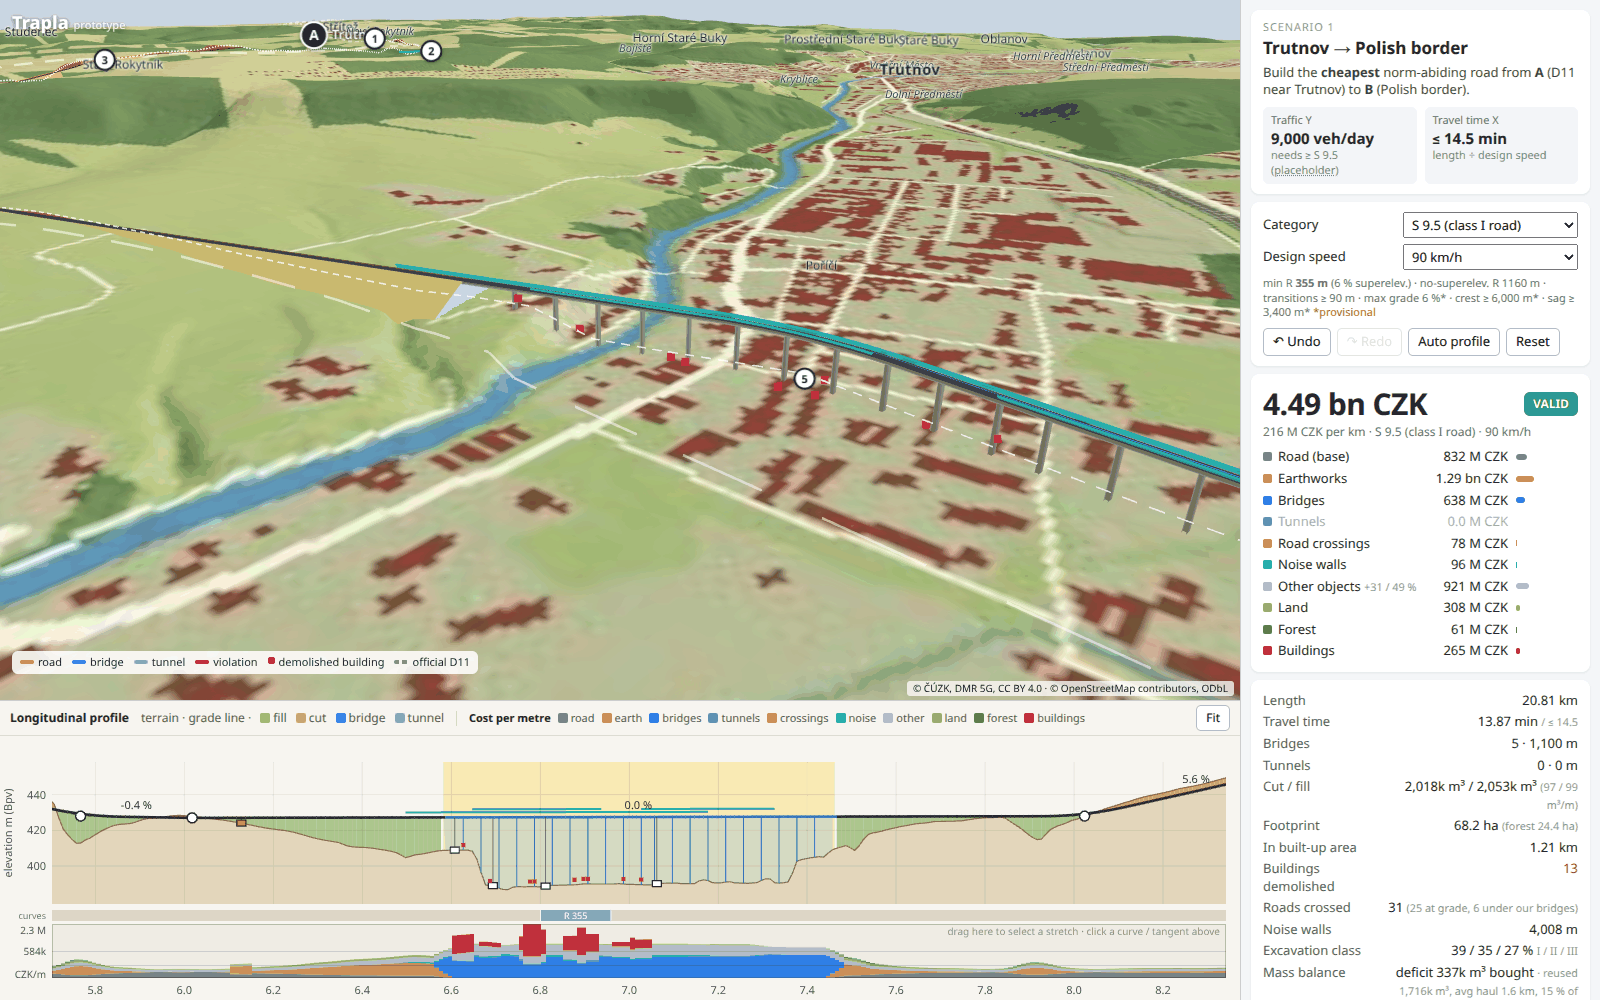 Trapla prototype
Studenec
A
1
2
3
Rokytník
Horní Staré Buky
Bojiště
Prostřední Staré Buky
Staré Buky
Oblanov
Horní Předměstí
Střední Předměstí
Kryblice
Trutnov
Dolní Předměstí
Poříčí
5
road bridge tunnel violation demolished building official D11
© ČÚZK, DMR 5G, CC BY 4.0 · © OpenStreetMap contributors, ODbL
Longitudinal profile terrain · grade line · fill cut bridge tunnel Cost per metre road earth bridges tunnels crossings noise other land forest buildings Fit
elevation m (Bpv)
440
420
400
-0.4 %
0.0 %
5.6 %
curves
R 355
2.3 M
584k
CZK/m
drag here to select a stretch · click a curve / tangent above
5.8 6.0 6.2 6.4 6.6 6.8 7.0 7.2 7.4 7.6 7.8 8.0 8.2
SCENARIO 1
Trutnov → Polish border
Build the cheapest norm-abiding road from A (D11
near Trutnov) to B (Polish border).
Traffic Y
9,000 veh/day
needs ≥ S 9.5
(placeholder)
Travel time X
≤ 14.5 min
length ÷ design speed
Category S 9.5 (class I road)
Design speed 90 km/h
min R 355 m (6 % superelev.) · no-superelev. R 1160 m ·
transitions ≥ 90 m · max grade 6 %* · crest ≥ 6,000 m* · sag ≥
3,400 m* *provisional
↶ Undo ↷ Redo Auto profile Reset
4.49 bn CZK VALID
216 M CZK per km · S 9.5 (class I road) · 90 km/h
Road (base) 832 M CZK
Earthworks 1.29 bn CZK
Bridges 638 M CZK
Tunnels 0.0 M CZK
Road crossings 78 M CZK
Noise walls 96 M CZK
Other objects +31 / 49 % 921 M CZK
Land 308 M CZK
Forest 61 M CZK
Buildings 265 M CZK
Length 20.81 km
Travel time 13.87 min / ≤ 14.5
Bridges 5 · 1,100 m
Tunnels 0 · 0 m
Cut / fill 2,018k m³ / 2,053k m³ (97 / 99
m³/m)
Footprint 68.2 ha (forest 24.4 ha)
In built-up area 1.21 km
Buildings
demolished 13
Roads crossed 31 (25 at grade, 6 under our bridges)
Noise walls 4,008 m
Excavation class 39 / 35 / 27 % I / II / III
Mass balance deficit 337k m³ bought · reused
1,716k m³, avg haul 1.6 km, 15 % of